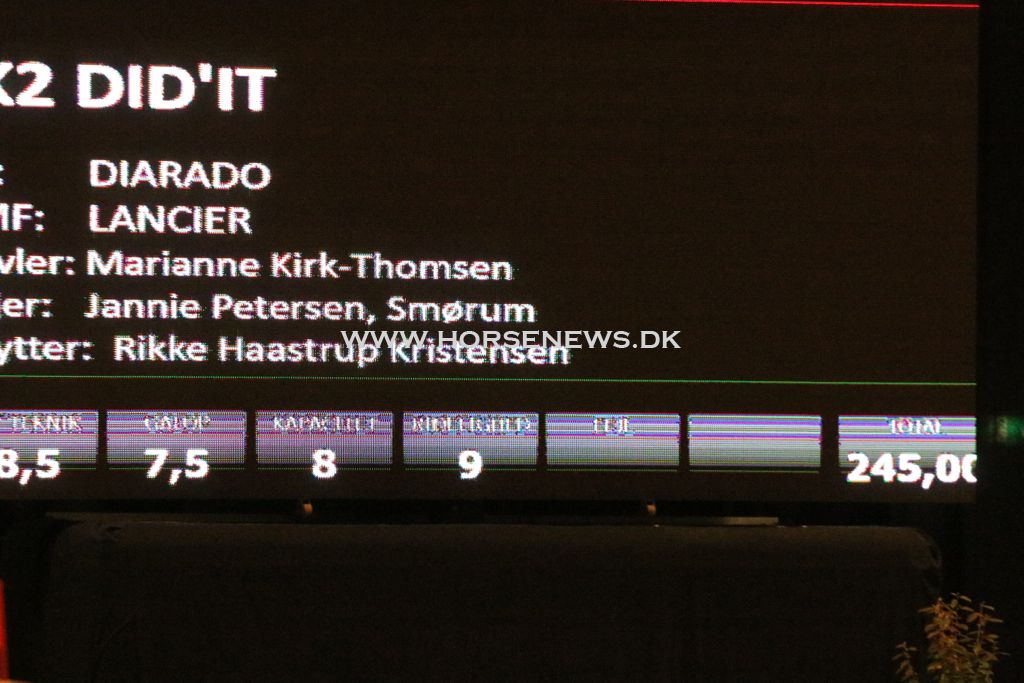 K2 DID'IT
: DIARADO
MF: LANCIER
vler: Marianne Kirk-Thomsen
jer: Jannie Petersen, Smørum
ytter: Rikke Haastrup Kristensen
WWW.HORSENEWS.DK
TEKNIK GALOP KAPACITET RIDELIGHED FEJL TOTAL
8,5 7,5 8 9 245,00